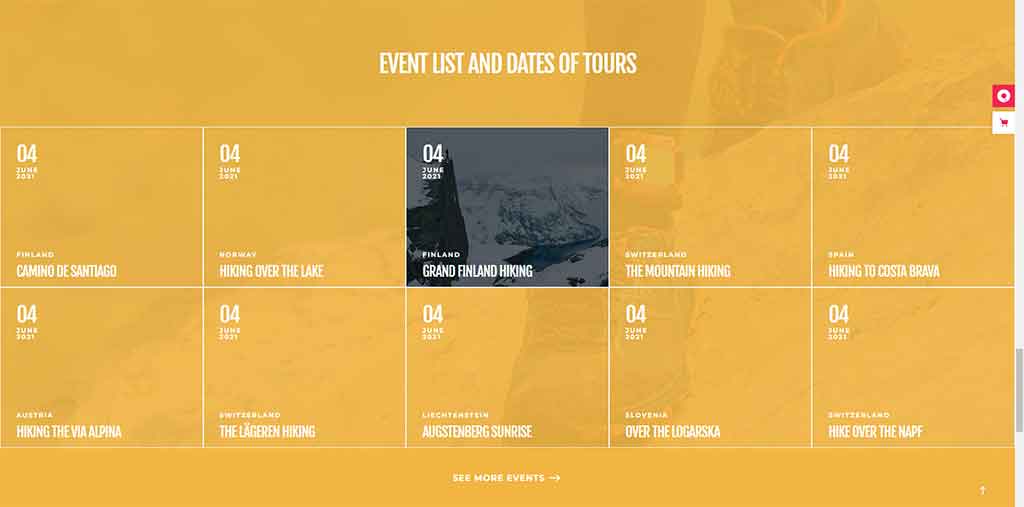 EVENT LIST AND DATES OF TOURS
04
JUNE
2021
FINLAND
CAMINO DE SANTIAGO
04
JUNE
2021
NORWAY
HIKING OVER THE LAKE
04
JUNE
2021
FINLAND
GRAND FINLAND HIKING
04
JUNE
2021
SWITZERLAND
THE MOUNTAIN HIKING
04
JUNE
2021
SPAIN
HIKING TO COSTA BRAVA
04
JUNE
2021
AUSTRIA
HIKING THE VIA ALPINA
04
JUNE
2021
SWITZERLAND
THE LÄGEREN HIKING
04
JUNE
2021
LIECHTENSTEIN
AUGSTENBERG SUNRISE
04
JUNE
2021
SLOVENIA
OVER THE LOGARSKA
04
JUNE
2021
SWITZERLAND
HIKE OVER THE NAPF
SEE MORE EVENTS →